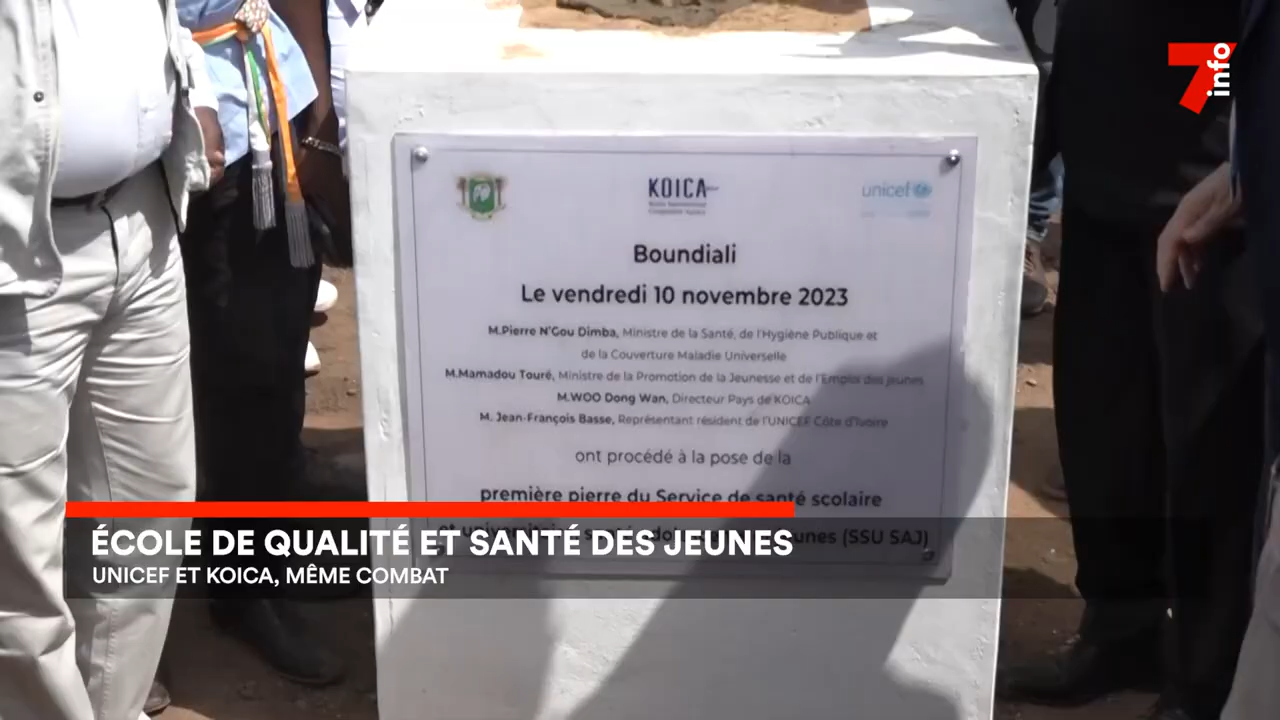 7info
KOICA
unicef
Boundiali
Le vendredi 10 novembre 2023
M.Pierre N'Gou Dimba, Ministre de la Santé, de l'Hygiène Publique et
de la Couverture Maladie Universelle
M.Mamadou Touré, Ministre de la Promotion de la Jeunesse et de l'Emploi des jeunes
M.WOO Dong Wan, Directeur Pays de KOICA
M. Jean-François Basse, Représentant résident de l'UNICEF Côte d'Ivoire
ont procédé à la pose de la
première pierre du Service de santé scolaire
(SSU SAJ)
ÉCOLE DE QUALITÉ ET SANTÉ DES JEUNES
UNICEF ET KOICA, MÊME COMBAT